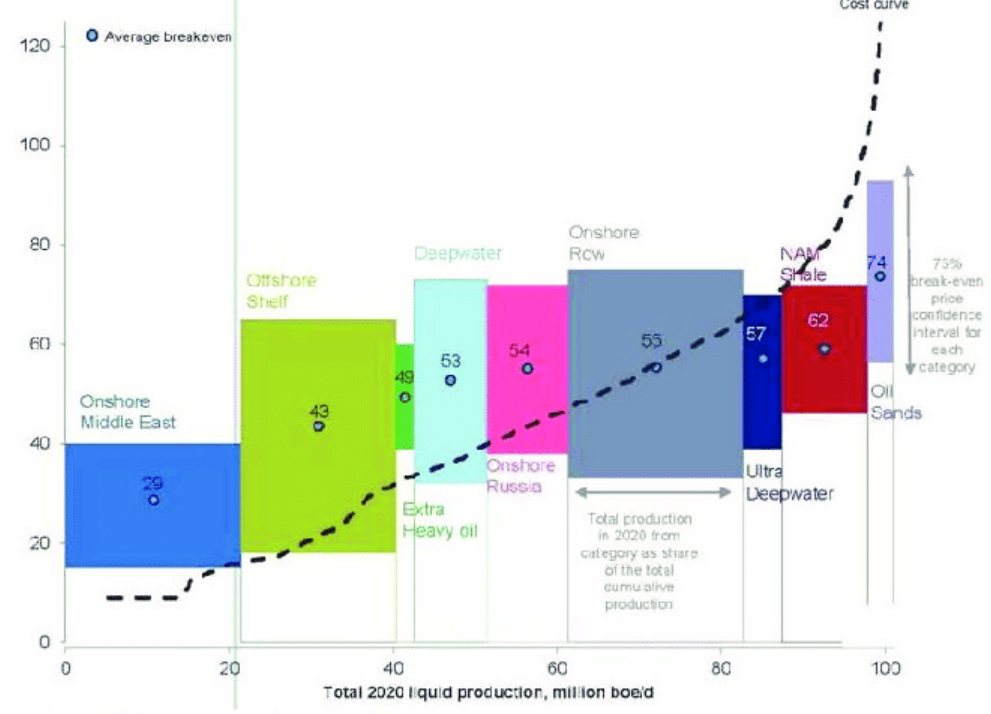 Cost curve
Average breakeven
120
100
80
60
40
20
0
Onshore
Middle East
29
Offshore
Shelf
43
49
Extra
Heavy oil
Deepwater
53
54
Onshore
Russia
Onshore
Row
55
Total production
in 2020 from
category as share
of the total
cumulative
production
57
Ultra
Deepwater
NAM
Shale
62
74
Oil
Sands
75%
break-even
price
confidence
interval for
each
category
0 20 40 60 80 100
Total 2020 liquid production, million boe/d